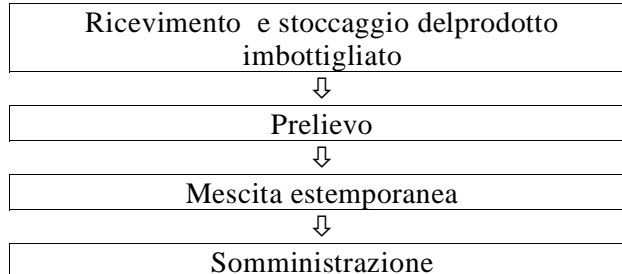 Ricevimento e stoccaggio delprodotto
imbottigliato
⇩
Prelievo
⇩
Mescita estemporanea
⇩
Somministrazione